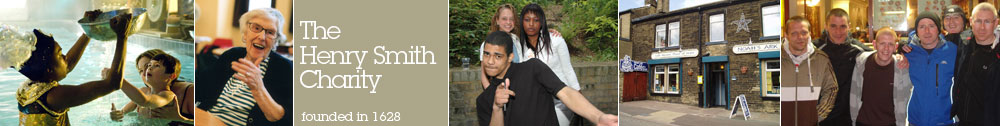 The
Henry Smith
Charity
founded in 1628
NOAH'S ARK